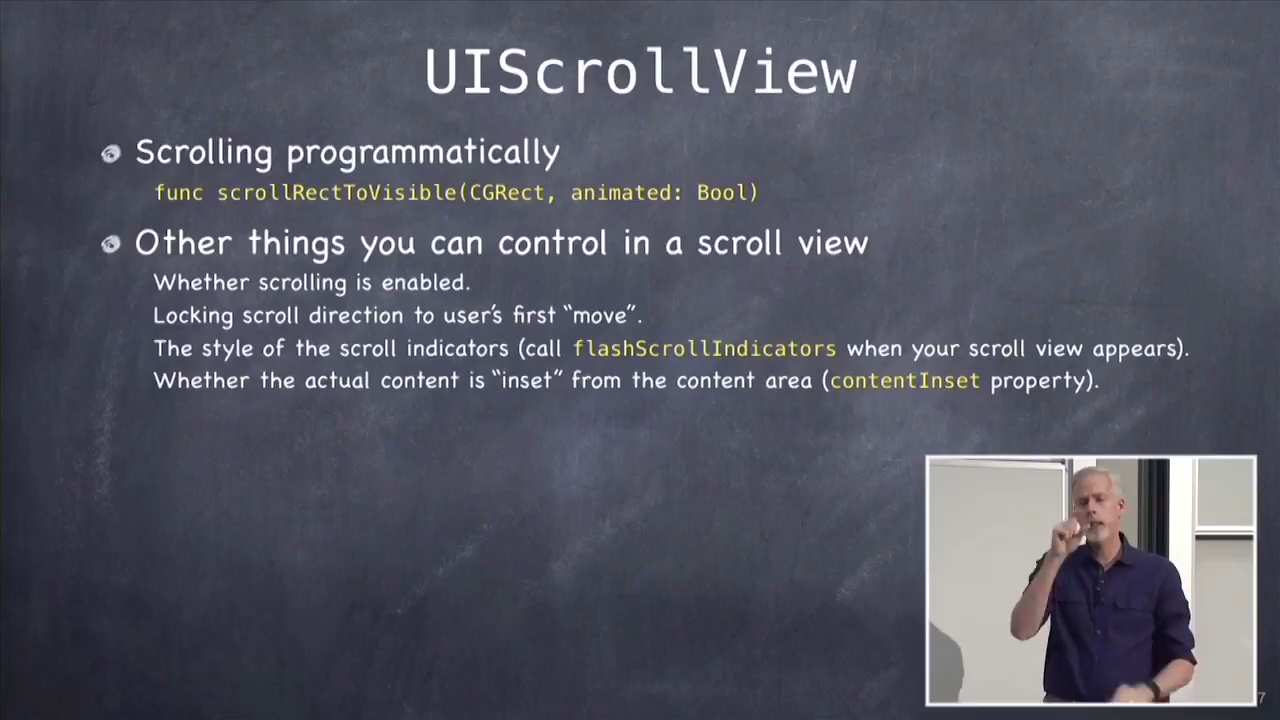 UIScrollView
Scrolling programmatically
func scrollRectToVisible(CGRect, animated: Bool)
Other things you can control in a scroll view
Whether scrolling is enabled.
Locking scroll direction to user’s first “move”.
The style of the scroll indicators (call flashScrollIndicators when your scroll view appears).
Whether the actual content is “inset” from the content area (contentInset property).
7